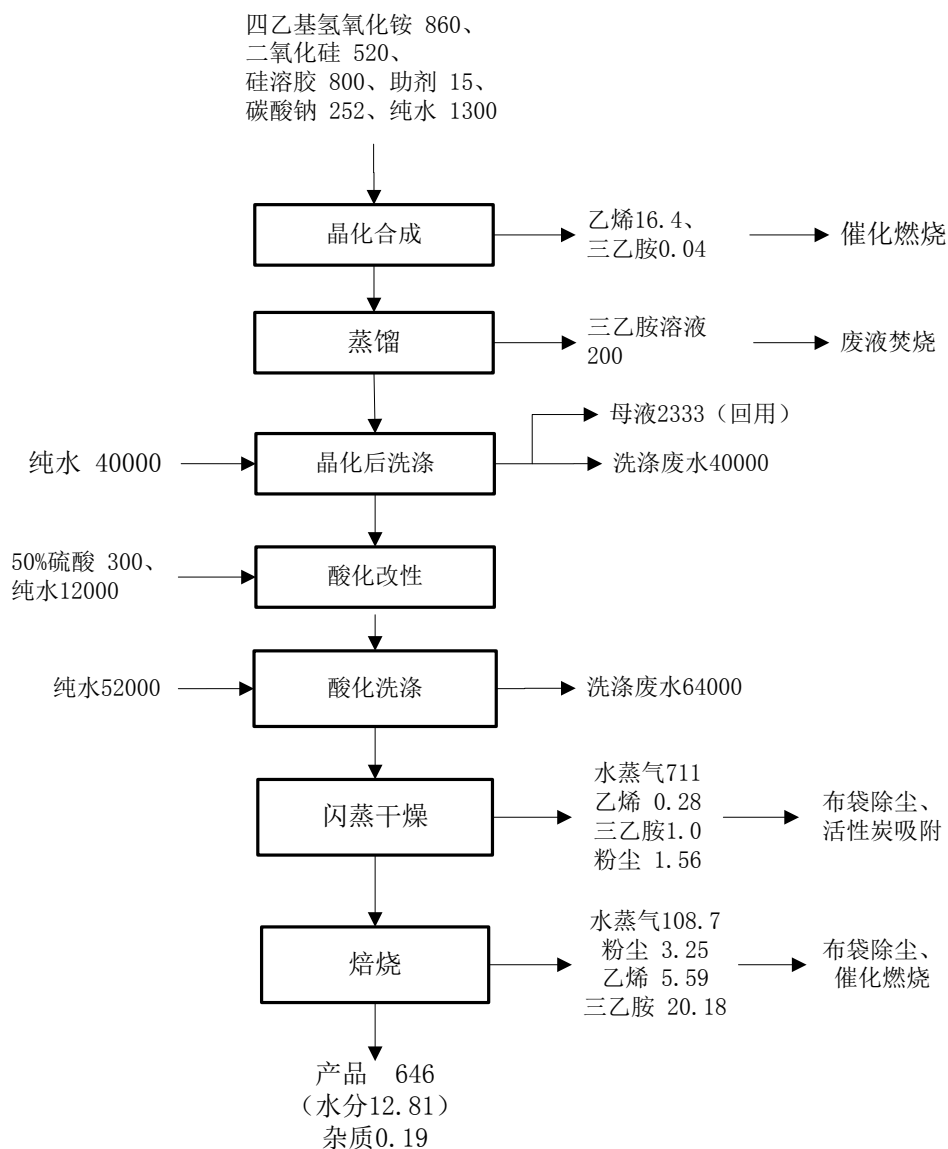 四乙基氢氧化铵 860、
二氧化硅 520、
硅溶胶 800、助剂 15、
碳酸钠 252、纯水 1300
晶化合成
乙烯16.4、
三乙胺0.04
催化燃烧
蒸馏
三乙胺溶液
200
废液焚烧
母液2333（回用）
纯水 40000
晶化后洗涤
洗涤废水40000
50%硫酸 300、
纯水12000
酸化改性
纯水52000
酸化洗涤
洗涤废水64000
闪蒸干燥
水蒸气711
乙烯 0.28
三乙胺1.0
粉尘 1.56
布袋除尘、
活性炭吸附
焙烧
水蒸气108.7
粉尘 3.25
乙烯 5.59
三乙胺 20.18
布袋除尘、
催化燃烧
产品 646
（水分12.81）
杂质0.19